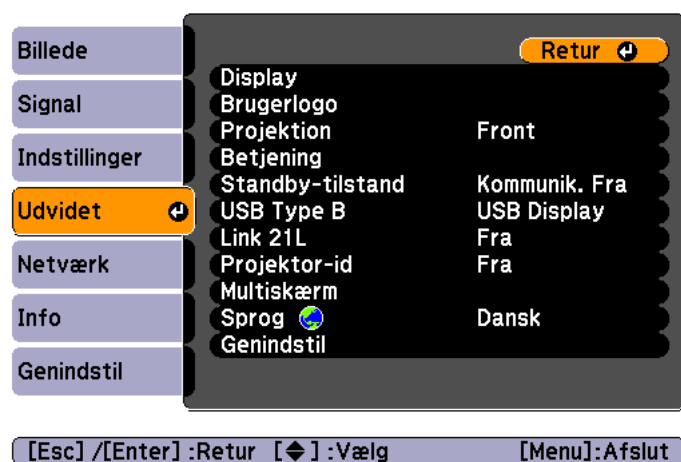 Billede
Signal
Indstillinger
Udvidet
Netværk
Info
Genindstil
Retur
Display
Brugerlogo
Projektion Front
Betjening
Standby-tilstand Kommunik. Fra
USB Type B USB Display
Link 21L Fra
Projektor-id Fra
Multiskærm
Sprog Dansk
Genindstil
[Esc] /[Enter] :Retur [◆] :Vælg [Menu]:Afslut